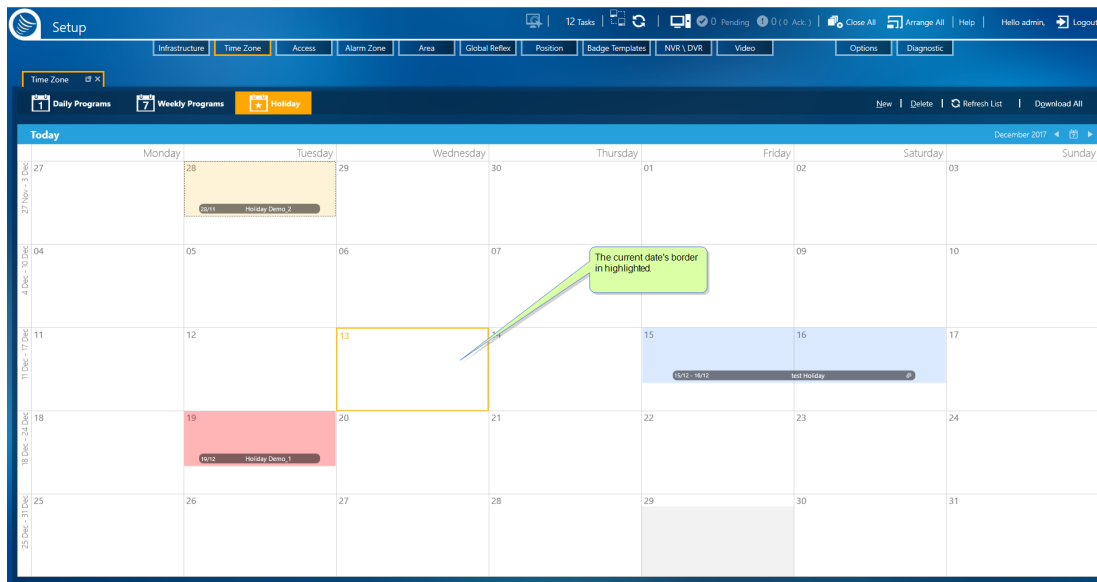 Setup
12 Tasks
0 Pending
0 ( 0 Ack. )
Close All
Arrange All
Help
Hello admin,
Logout
Infrastructure
Time Zone
Access
Alarm Zone
Area
Global Reflex
Position
Badge Templates
NVR \ DVR
Video
Options
Diagnostic
Time Zone
1 Daily Programs
7 Weekly Programs
Holiday
New
Delete
Refresh List
Download All
Today
December 2017
Monday
Tuesday
Wednesday
Thursday
Friday
Saturday
Sunday
27 Nov - 3 Dec
27
28
29
30
01
02
03
28/11 Holiday Demo_2
4 Dec - 10 Dec
04
05
06
07
09
10
The current date's border
in highlighted.
11 Dec - 17 Dec
11
12
13
14
15
16
17
15/12 - 16/12 test Holiday
18 Dec - 24 Dec
18
19
20
21
22
23
24
19/12 Holiday Demo_1
25 Dec - 31 Dec
25
26
27
28
29
30
31